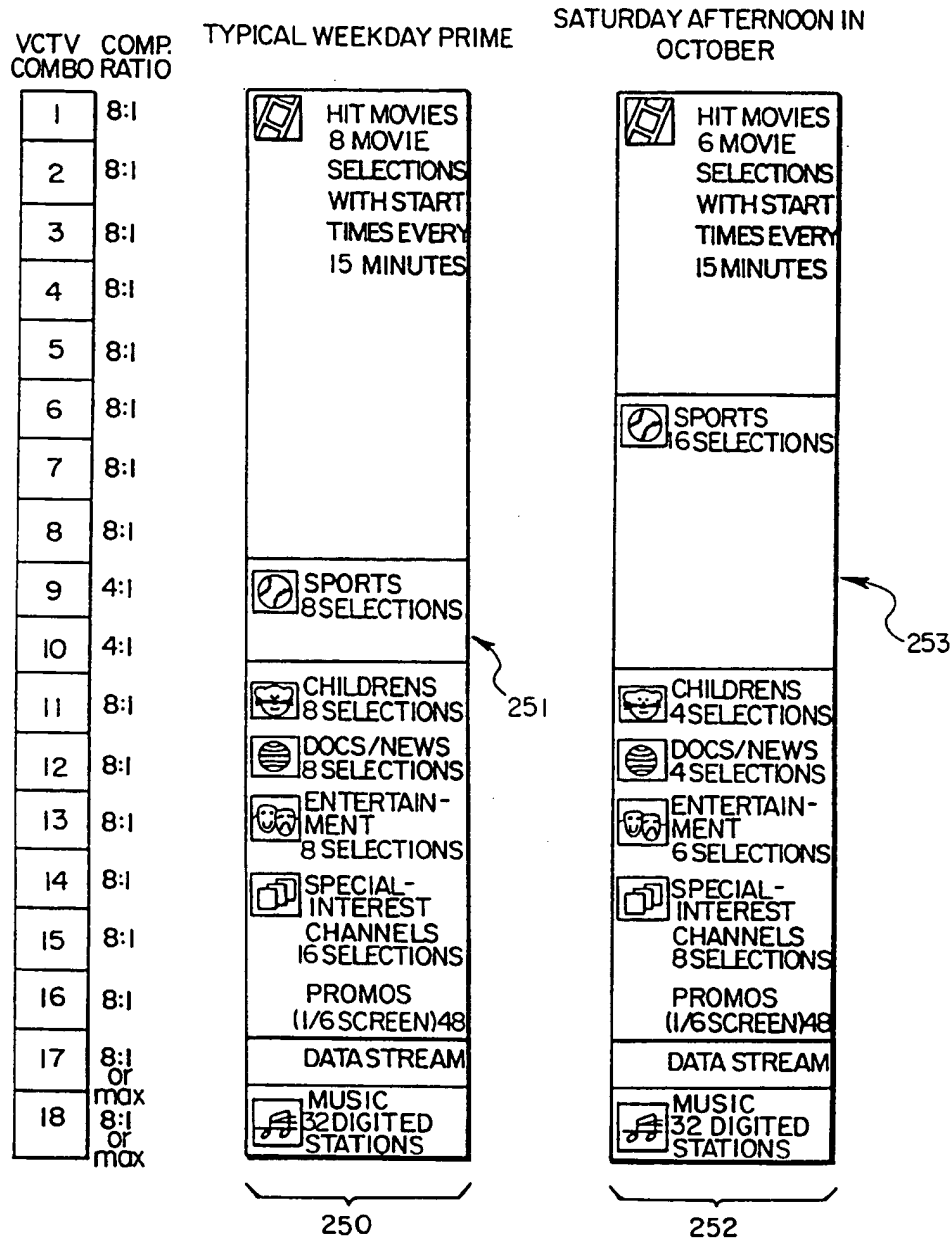 VCTV COMBO
COMP. RATIO
TYPICAL WEEKDAY PRIME
SATURDAY AFTERNOON IN
OCTOBER
1 8:1
2 8:1
3 8:1
4 8:1
5 8:1
6 8:1
7 8:1
8 8:1
9 4:1
10 4:1
11 8:1
12 8:1
13 8:1
14 8:1
15 8:1
16 8:1
17 8:1 or max
18 8:1 or max
HIT MOVIES
8 MOVIE
SELECTIONS
WITH START
TIMES EVERY
15 MINUTES
SPORTS
8 SELECTIONS
251
CHILDRENS
8 SELECTIONS
DOCS/NEWS
8 SELECTIONS
ENTERTAIN-
MENT
8 SELECTIONS
SPECIAL-
INTEREST
CHANNELS
16 SELECTIONS
PROMOS
(1/6 SCREEN) 48
DATA STREAM
MUSIC
32 DIGITED
STATIONS
250
HIT MOVIES
6 MOVIE
SELECTIONS
WITH START
TIMES EVERY
15 MINUTES
SPORTS
16 SELECTIONS
253
CHILDRENS
4 SELECTIONS
DOCS/NEWS
4 SELECTIONS
ENTERTAIN-
MENT
6 SELECTIONS
SPECIAL-
INTEREST
CHANNELS
8 SELECTIONS
PROMOS
(1/6 SCREEN) 48
DATA STREAM
MUSIC
32 DIGITED
STATIONS
252